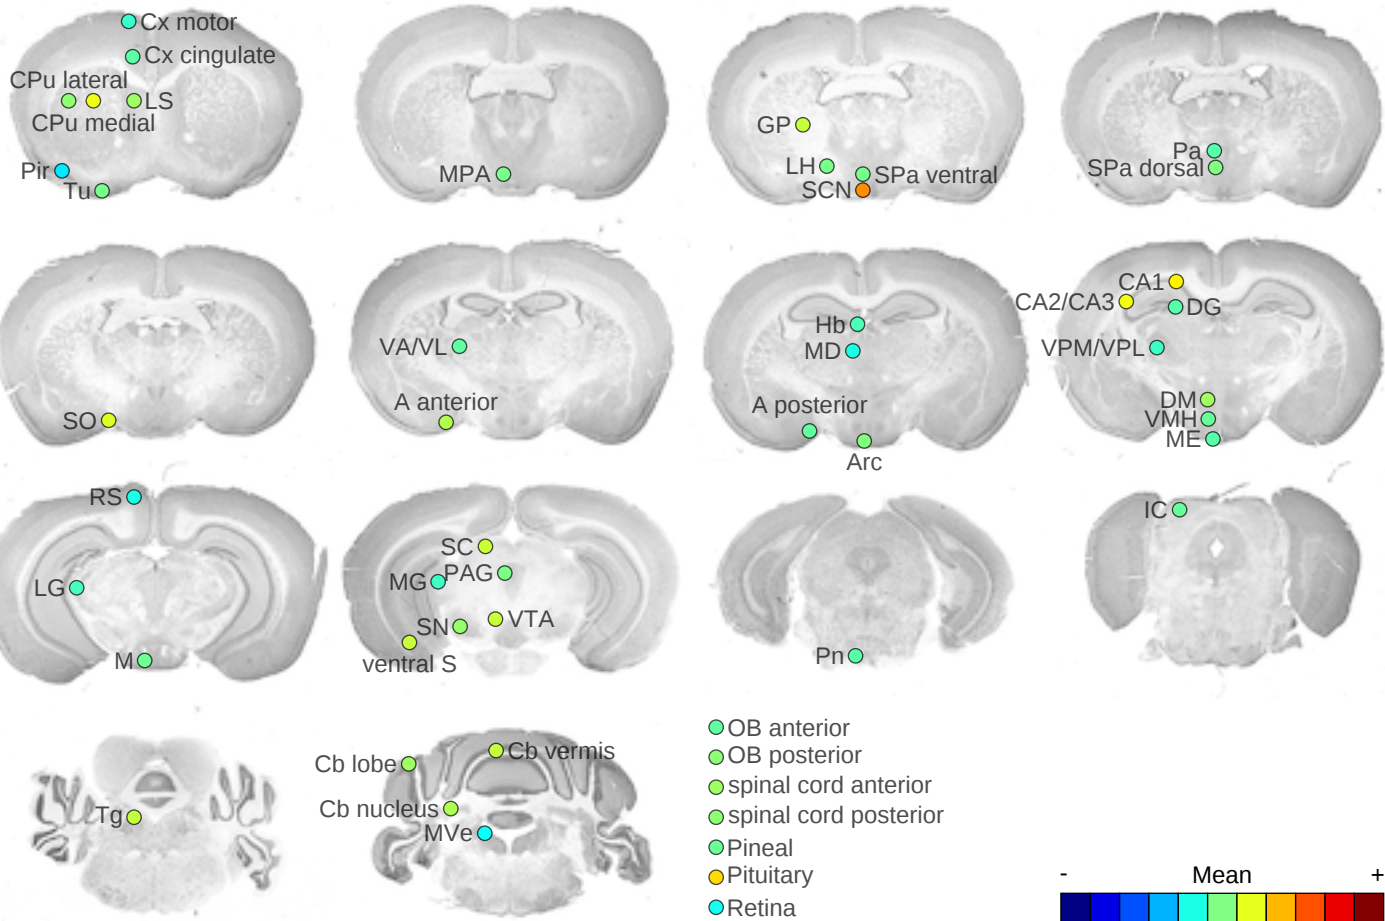 Cx motor
Cx cingulate
CPu lateral
LS
CPu medial
Pir
Tu
MPA
GP
LH
SPa ventral
SCN
Pa
SPa dorsal
SO
VA/VL
A anterior
Hb
MD
A posterior
Arc
CA1
CA2/CA3
DG
VPM/VPL
DM
VMH
ME
RS
LG
M
SC
MG
PAG
SN
VTA
ventral S
Pn
IC
Tg
Cb lobe
Cb vermis
Cb nucleus
MVe
OB anterior
OB posterior
spinal cord anterior
spinal cord posterior
Pineal
Pituitary
Retina
- Mean +